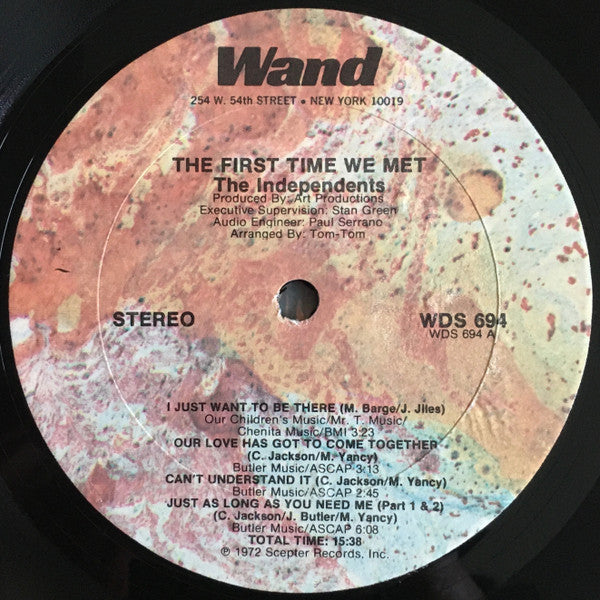 Wand
254 W. 54th STREET • NEW YORK 10019
THE FIRST TIME WE MET
The Independents
Produced By: Art Productions
Executive Supervision: Stan Green
Audio Engineer: Paul Serrano
Arranged By: Tom-Tom
STEREO
WDS 694
WDS 694 A
I JUST WANT TO BE THERE (M. Barge/J. Jiles)
Our Children's Music/Mr. T. Music/
Chenita Music/BMI 3:23
OUR LOVE HAS GOT TO COME TOGETHER
(C. Jackson/M. Yancy)
Butler Music/ASCAP 3:13
CAN'T UNDERSTAND IT (C. Jackson/M. Yancy)
Butler Music/ASCAP 2:45
JUST AS LONG AS YOU NEED ME (Part 1 & 2)
(C. Jackson/J. Butler/M. Yancy)
Butler Music/ASCAP 6:08
TOTAL TIME: 15:38
℗ 1972 Scepter Records, Inc.